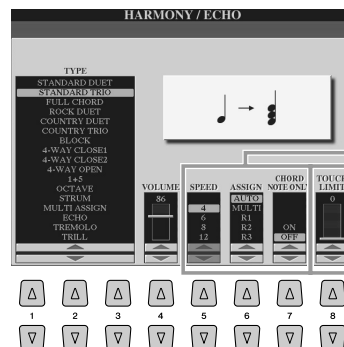 HARMONY / ECHO
TYPE
STANDARD DUET
STANDARD TRIO
FULL CHORD
ROCK DUET
COUNTRY DUET
COUNTRY TRIO
BLOCK
4-WAY CLOSE1
4-WAY CLOSE2
4-WAY OPEN
1+5
OCTAVE
STRUM
MULTI ASSIGN
ECHO
TREMOLO
TRILL
VOLUME
86
SPEED
4
6
8
12
ASSIGN
AUTO
MULTI
R1
R2
R3
CHORD
NOTE ONLY
ON
OFF
TOUCH
LIMIT
0
1 2 3 4 5 6 7 8